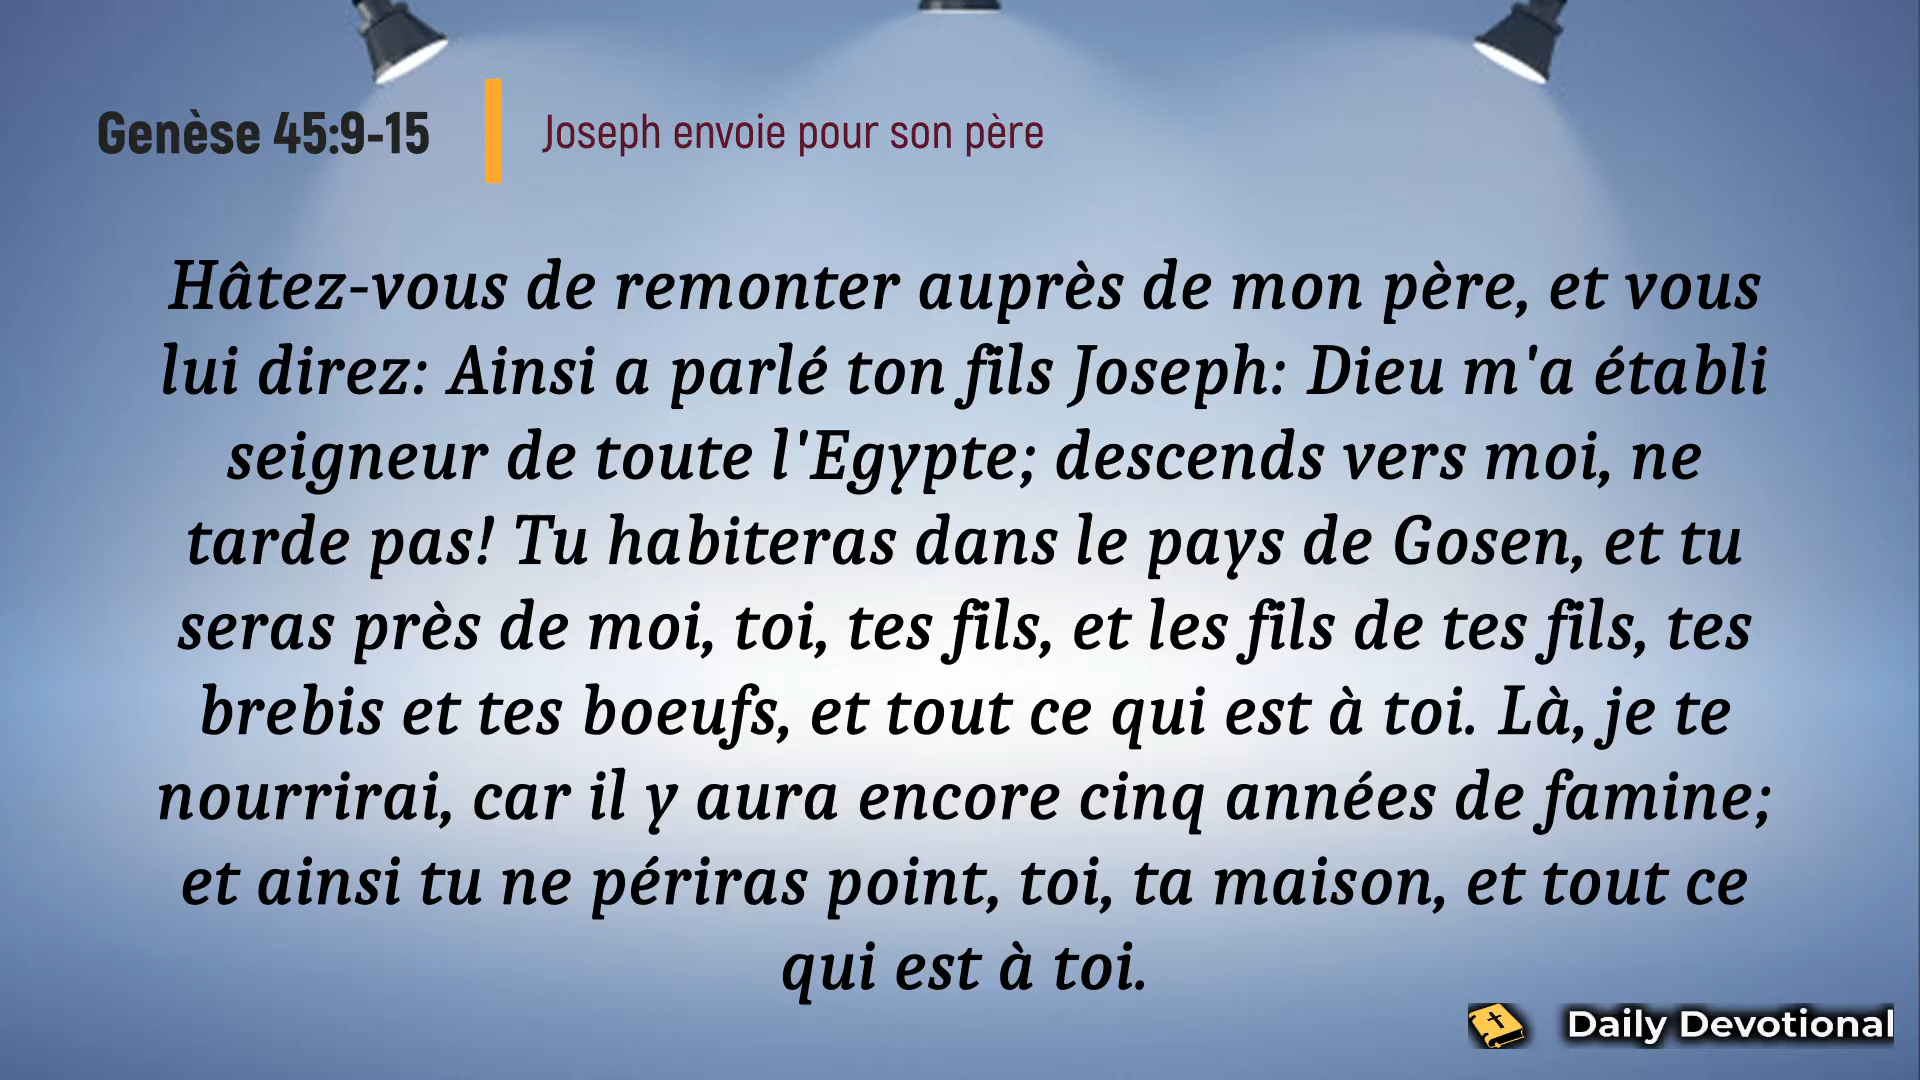 Genèse 45:9-15
Joseph envoie pour son père
Hâtez-vous de remonter auprès de mon père, et vous
lui direz: Ainsi a parlé ton fils Joseph: Dieu m'a établi
seigneur de toute l'Egypte; descends vers moi, ne
tarde pas! Tu habiteras dans le pays de Gosen, et tu
seras près de moi, toi, tes fils, et les fils de tes fils, tes
brebis et tes boeufs, et tout ce qui est à toi. Là, je te
nourrirai, car il y aura encore cinq années de famine;
et ainsi tu ne périras point, toi, ta maison, et tout ce
qui est à toi.
Daily Devotional